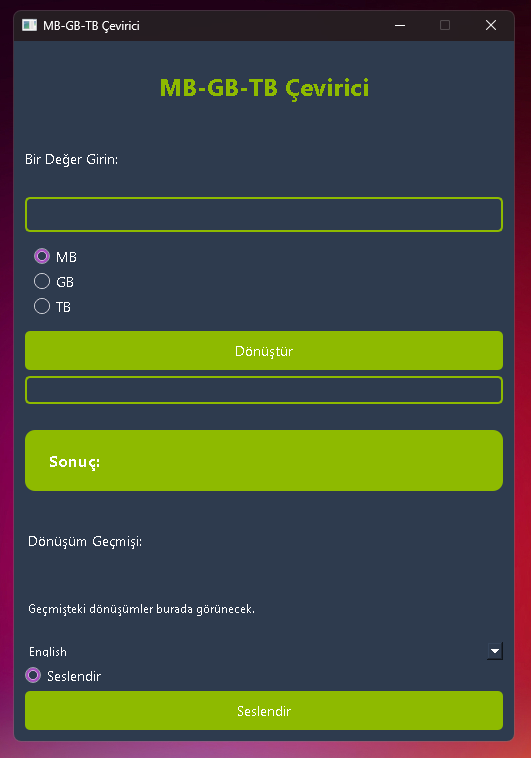 MB-GB-TB Çevirici
MB-GB-TB Çevirici
Bir Değer Girin:
MB
GB
TB
Dönüştür
Sonuç:
Dönüşüm Geçmişi:
Geçmişteki dönüşümler burada görünecek.
English
Seslendir
Seslendir